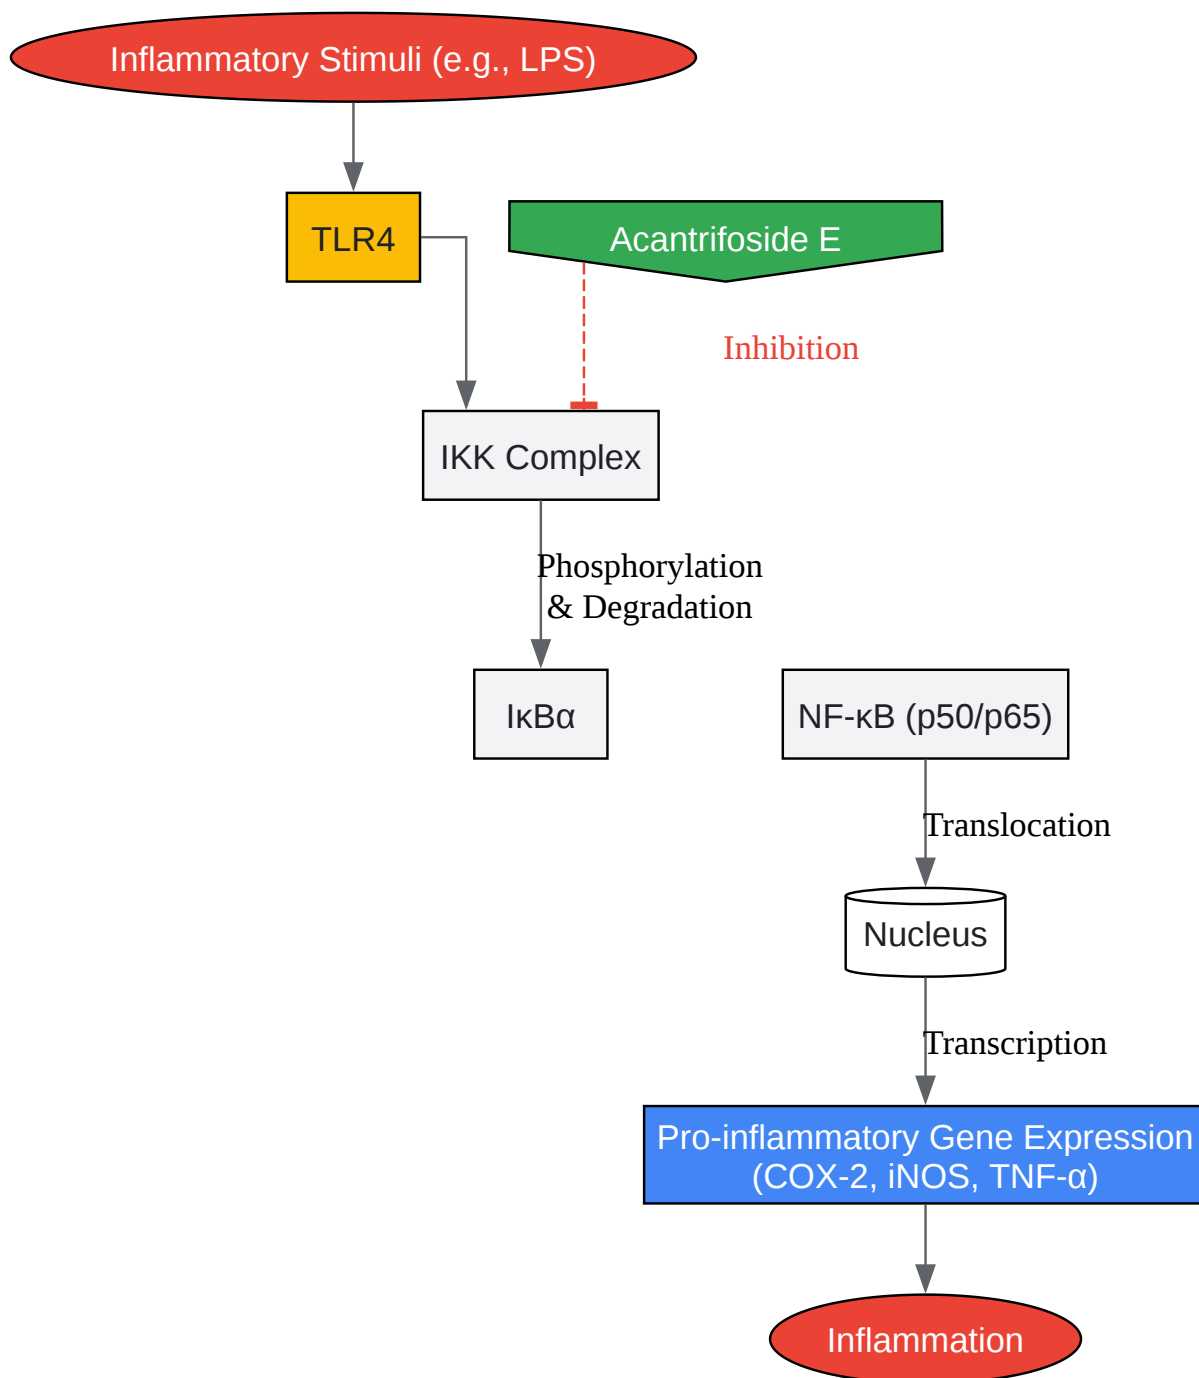 Inflammatory Stimuli (e.g., LPS)
TLR4
Acantrifoside E
Inhibition
IKK Complex
Phosphorylation
& Degradation
IκBα
NF-κB (p50/p65)
Translocation
Nucleus
Transcription
Pro-inflammatory Gene Expression
(COX-2, iNOS, TNF-α)
Inflammation